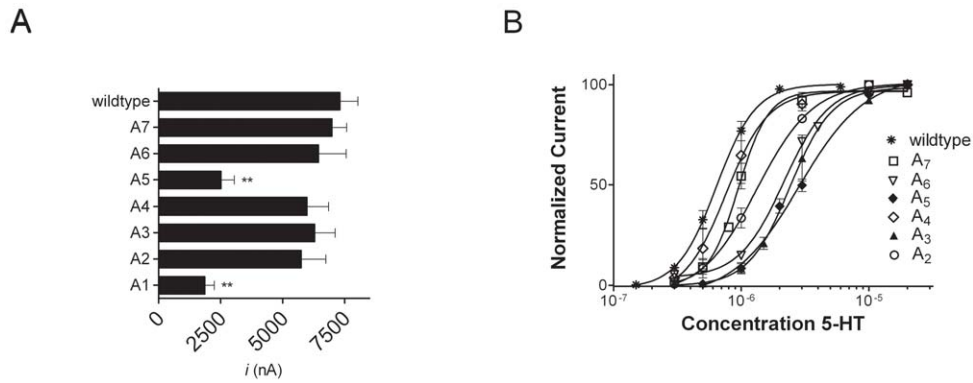 A
wildtype
A7
A6
A5
**
A4
A3
A2
A1
**
0
2500
5000
7500
i (nA)
B
Normalized Current
100
50
0
10⁻⁷
10⁻⁶
10⁻⁵
Concentration 5-HT
wildtype
A₇
A₆
A₅
A₄
A₃
A₂